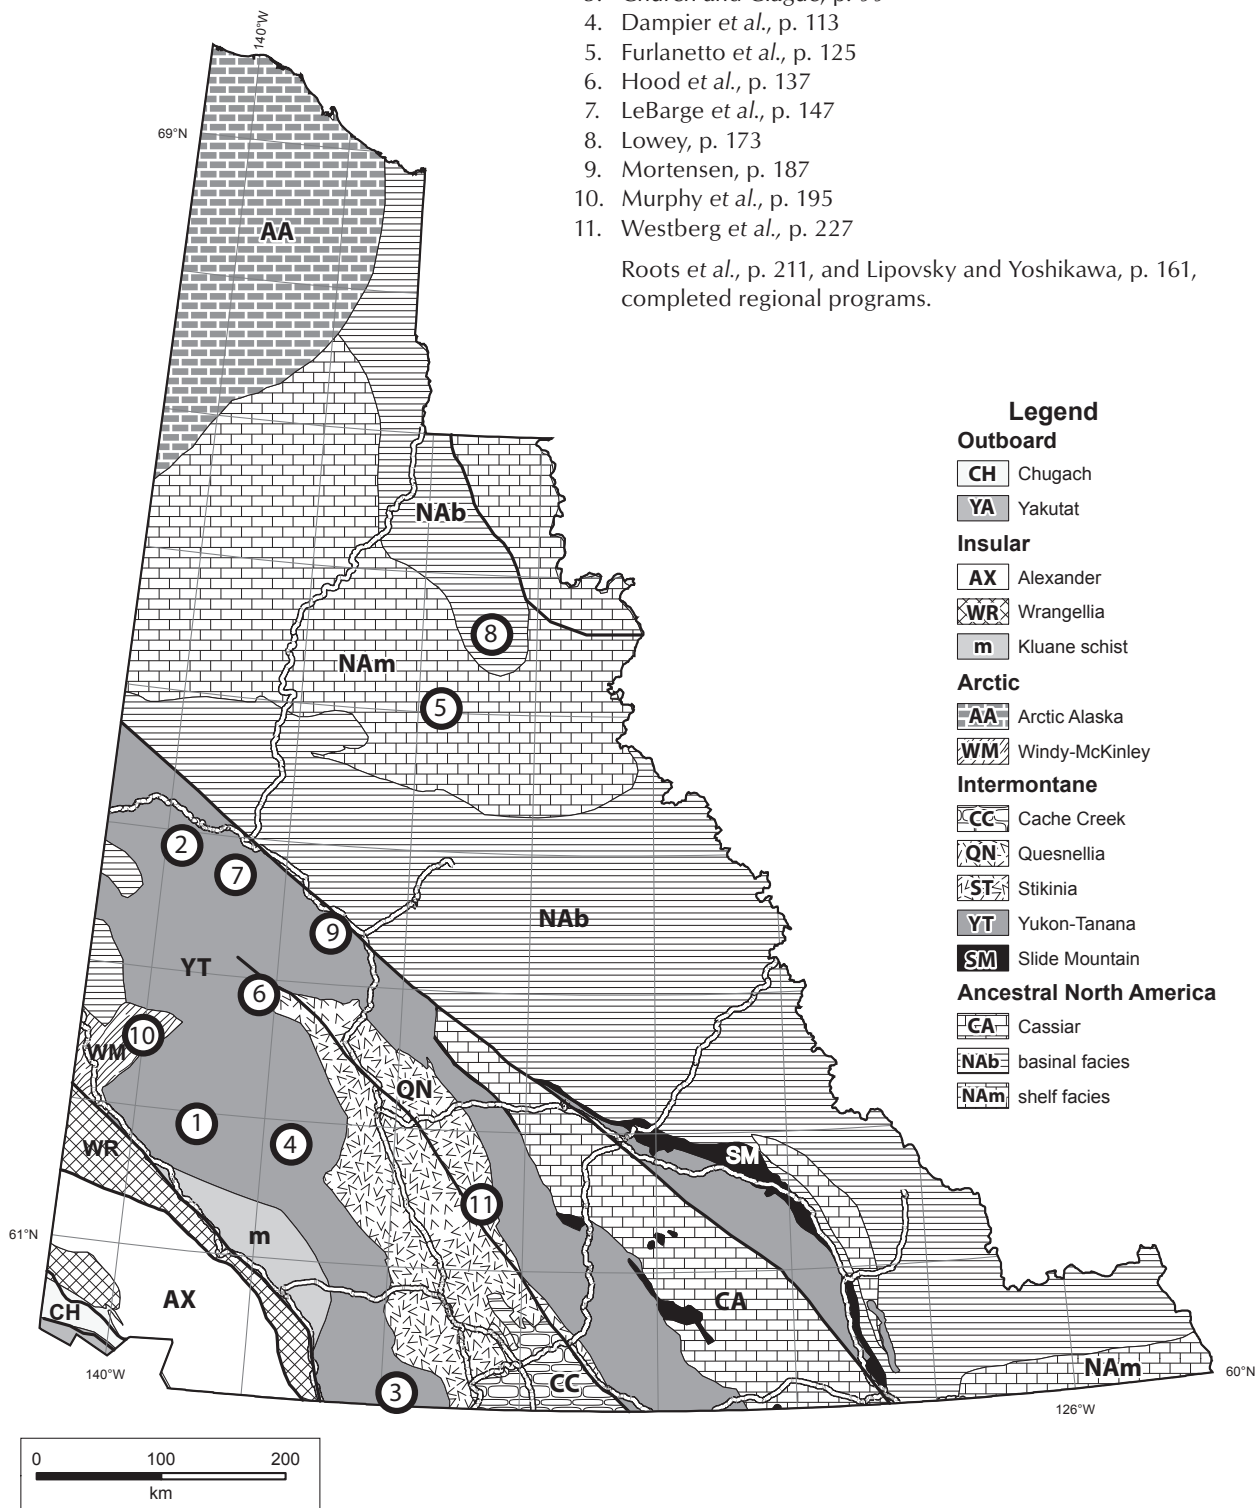 4. Dampier et al., p. 113
5. Furlanetto et al., p. 125
6. Hood et al., p. 137
7. LeBarge et al., p. 147
8. Lowey, p. 173
9. Mortensen, p. 187
10. Murphy et al., p. 195
11. Westberg et al., p. 227
Roots et al., p. 211, and Lipovsky and Yoshikawa, p. 161,
completed regional programs.
140°W
69°N
AA
Legend
Outboard
CH Chugach
YA Yakutat
Insular
AX Alexander
WR Wrangellia
m Kluane schist
Arctic
AA Arctic Alaska
WM Windy-McKinley
Intermontane
CC Cache Creek
QN Quesnellia
ST Stikinia
YT Yukon-Tanana
SM Slide Mountain
Ancestral North America
CA Cassiar
NAb basinal facies
NAm shelf facies
NAb
8
NAm
5
2
7
9
NAb
YT
6
10
WM
QN
1
4
WR
SM
11
61°N
m
AX
CA
CH
140°W
3
CC
NAm
60°N
126°W
0 100 200
km